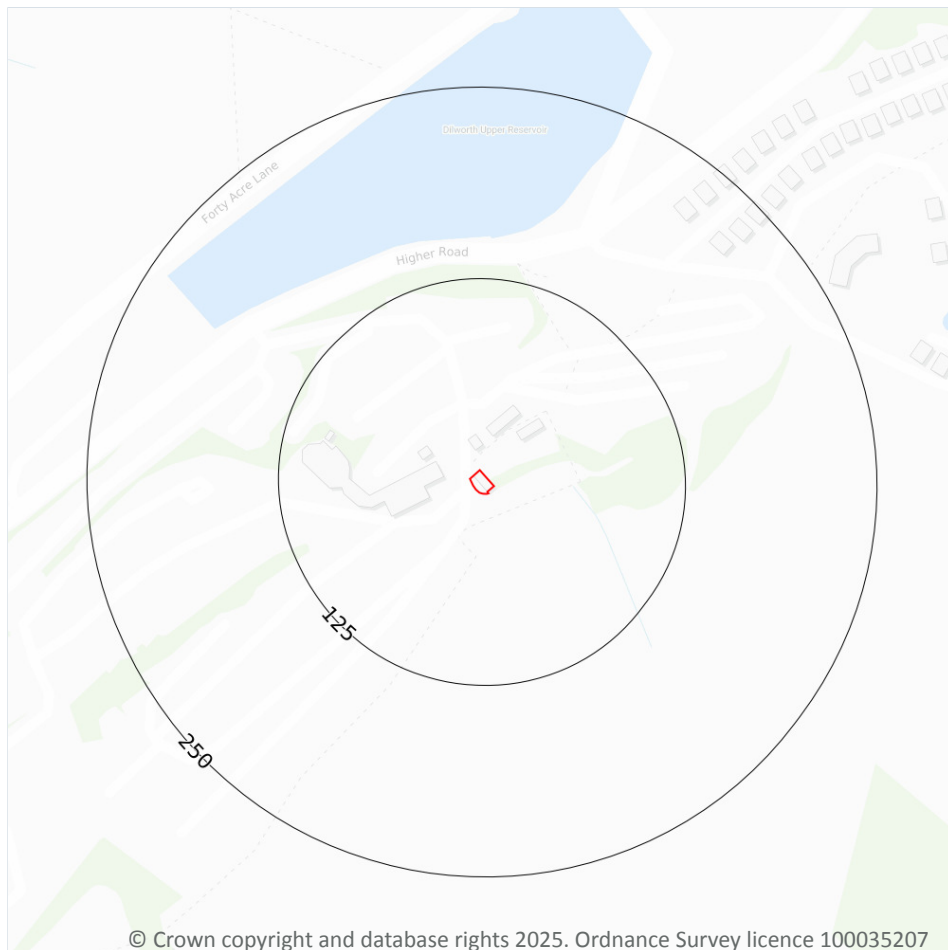 Dilworth Upper Reservoir
Forty Acre Lane
Higher Road
125
250
© Crown copyright and database rights 2025. Ordnance Survey licence 100035207